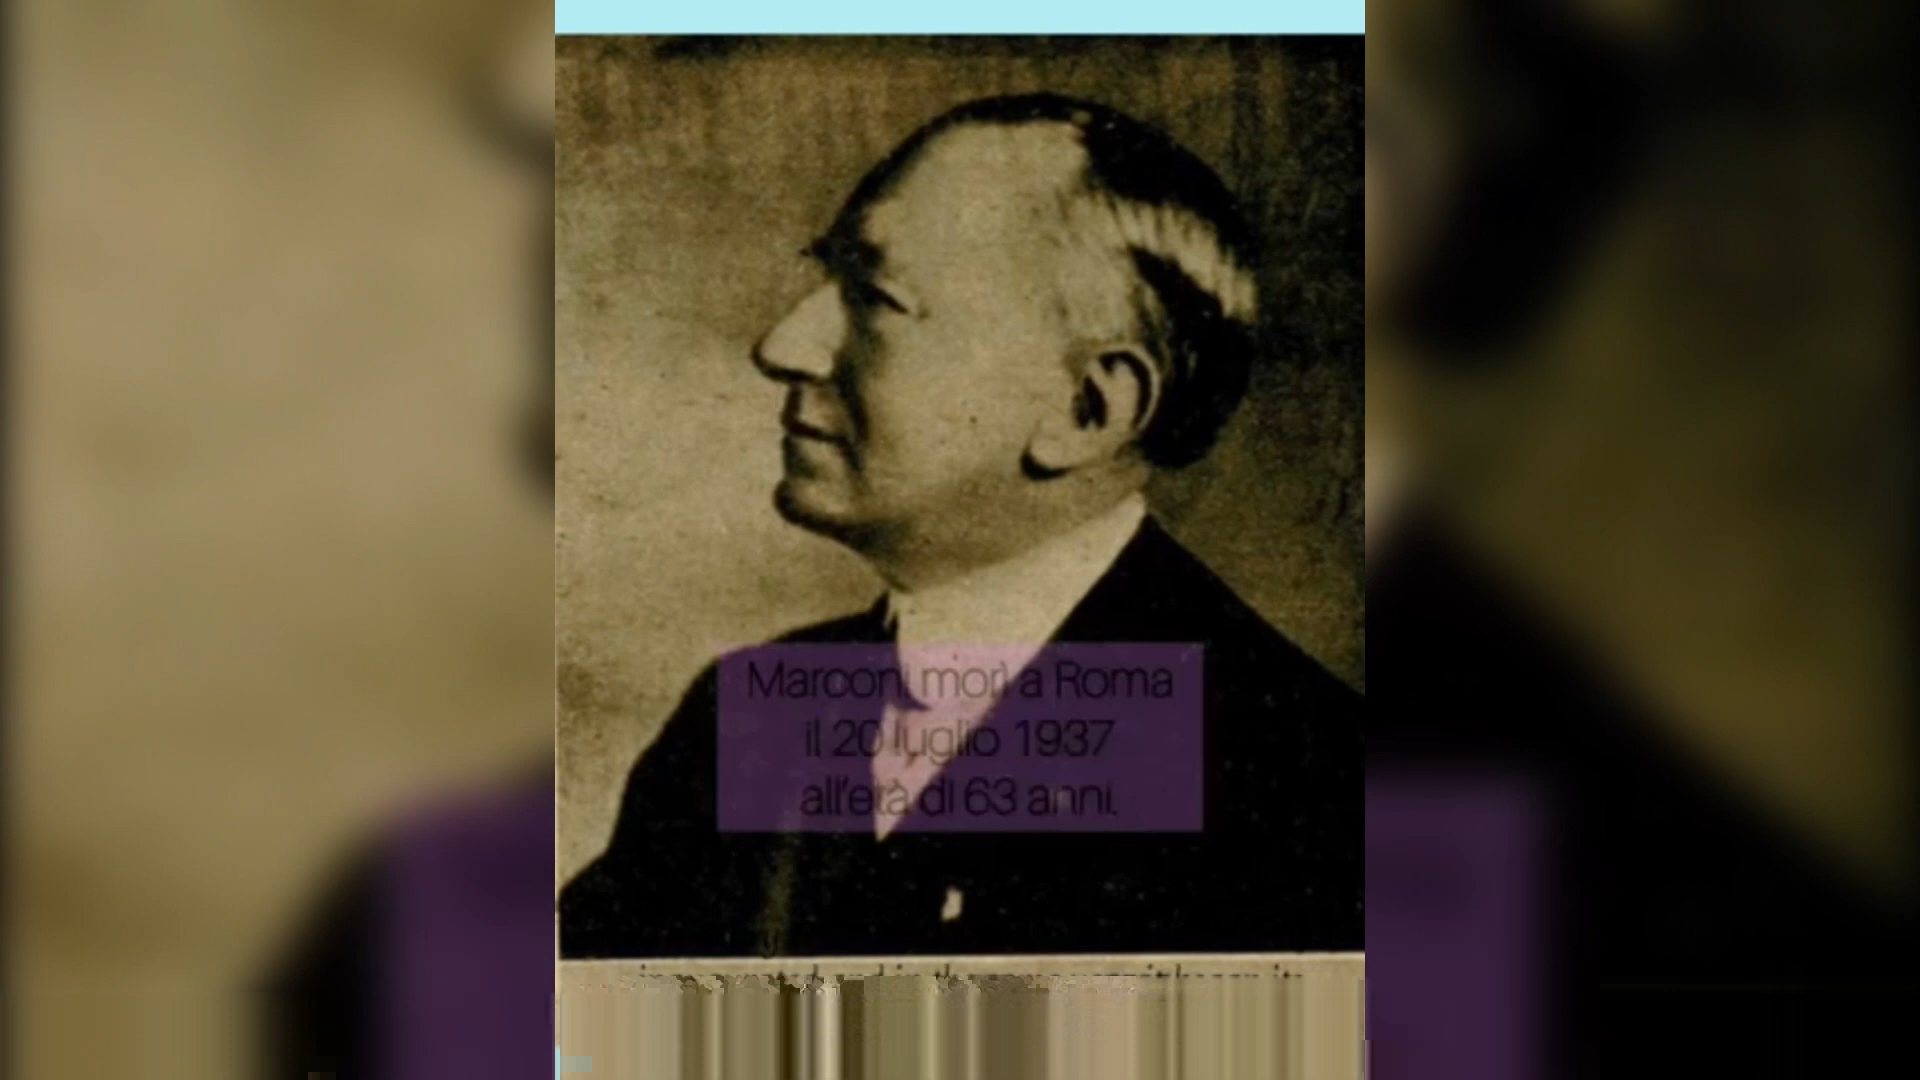 Marconi morì a Roma
il 20 luglio 1937
all'età di 63 anni.